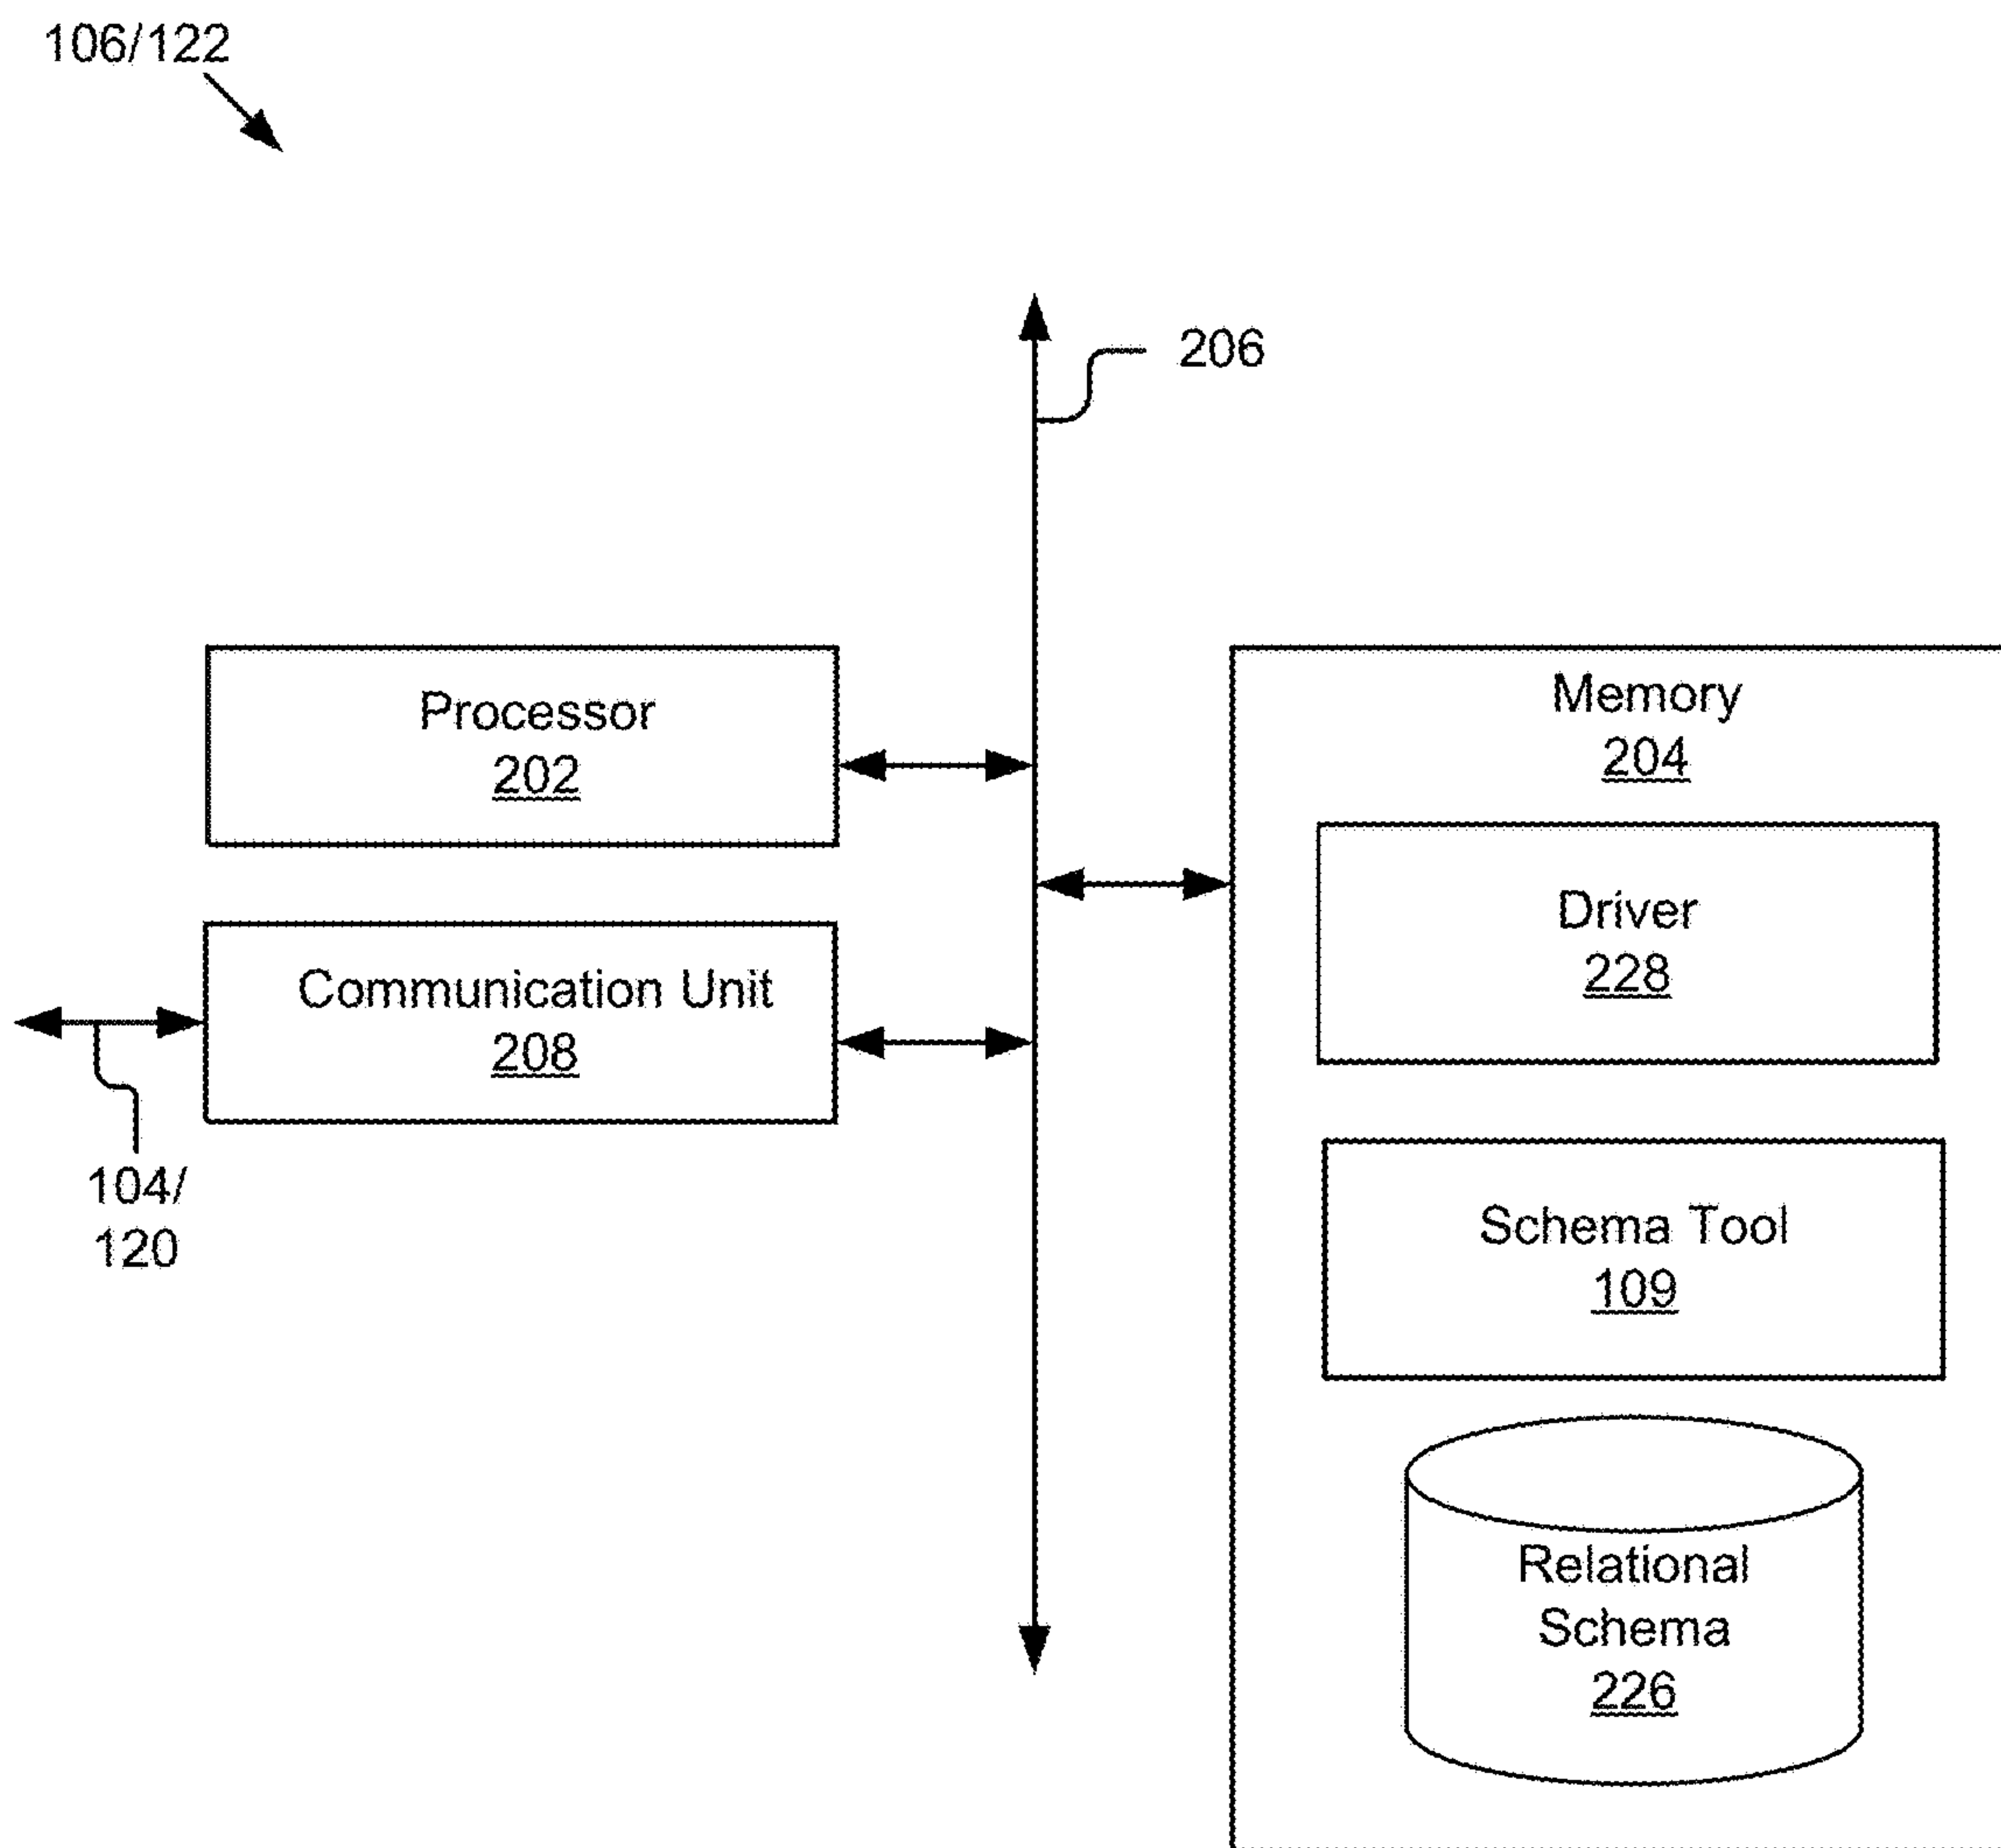 106/122
206
Processor
202
Communication Unit
208
104/
120
Memory
204
Driver
228
Schema Tool
109
Relational
Schema
226